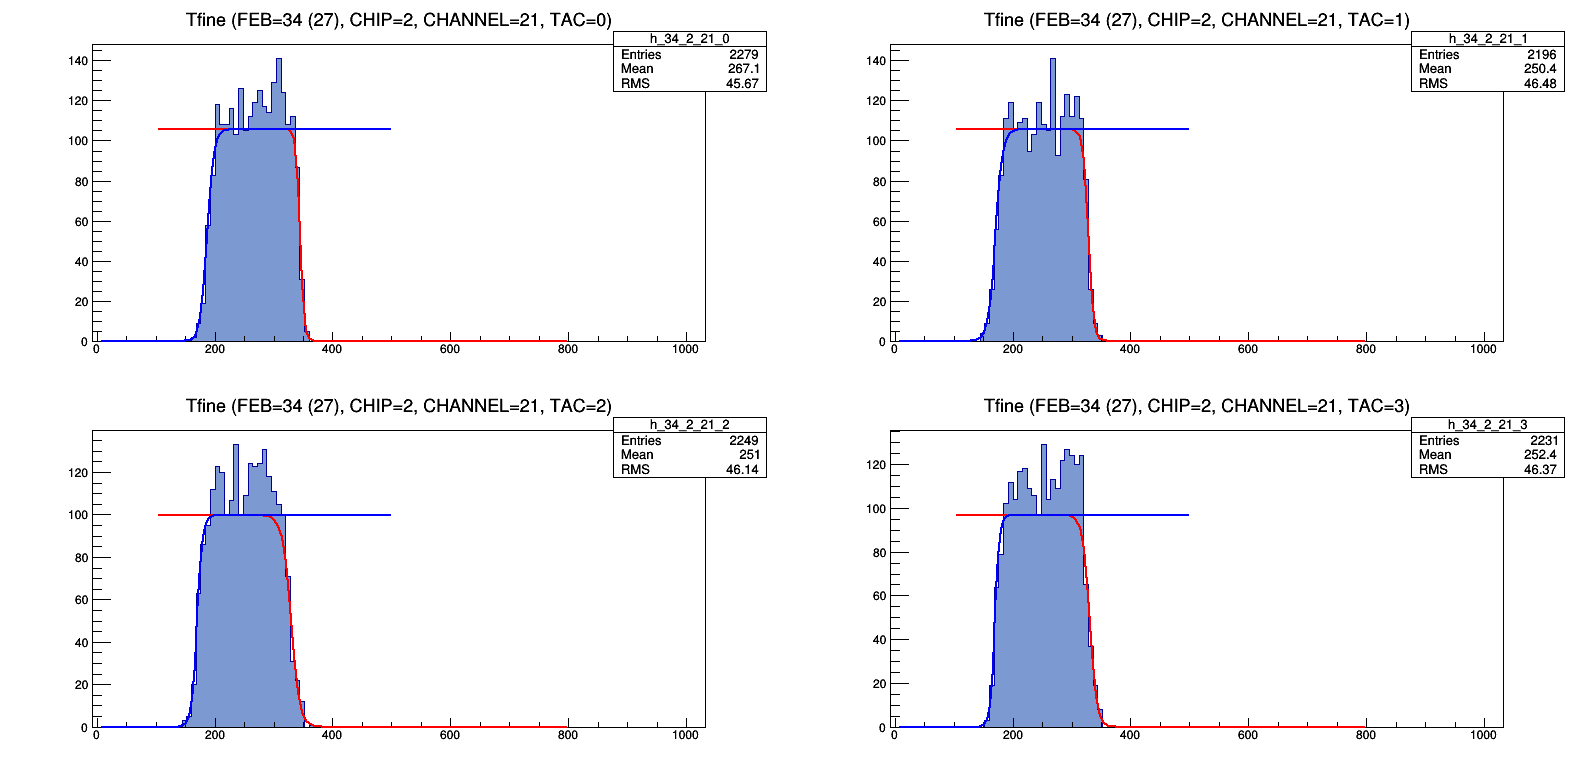 Tfine (FEB=34 (27), CHIP=2, CHANNEL=21, TAC=0)
h_34_2_21_0
Entries 2279
Mean 267.1
RMS 45.67
140
120
100
80
60
40
20
0
0 200 400 600 800 1000
Tfine (FEB=34 (27), CHIP=2, CHANNEL=21, TAC=1)
h_34_2_21_1
Entries 2196
Mean 250.4
RMS 46.48
140
120
100
80
60
40
20
0
0 200 400 600 800 1000
Tfine (FEB=34 (27), CHIP=2, CHANNEL=21, TAC=2)
h_34_2_21_2
Entries 2249
Mean 251
RMS 46.14
120
100
80
60
40
20
0
0 200 400 600 800 1000
Tfine (FEB=34 (27), CHIP=2, CHANNEL=21, TAC=3)
h_34_2_21_3
Entries 2231
Mean 252.4
RMS 46.37
120
100
80
60
40
20
0
0 200 400 600 800 1000